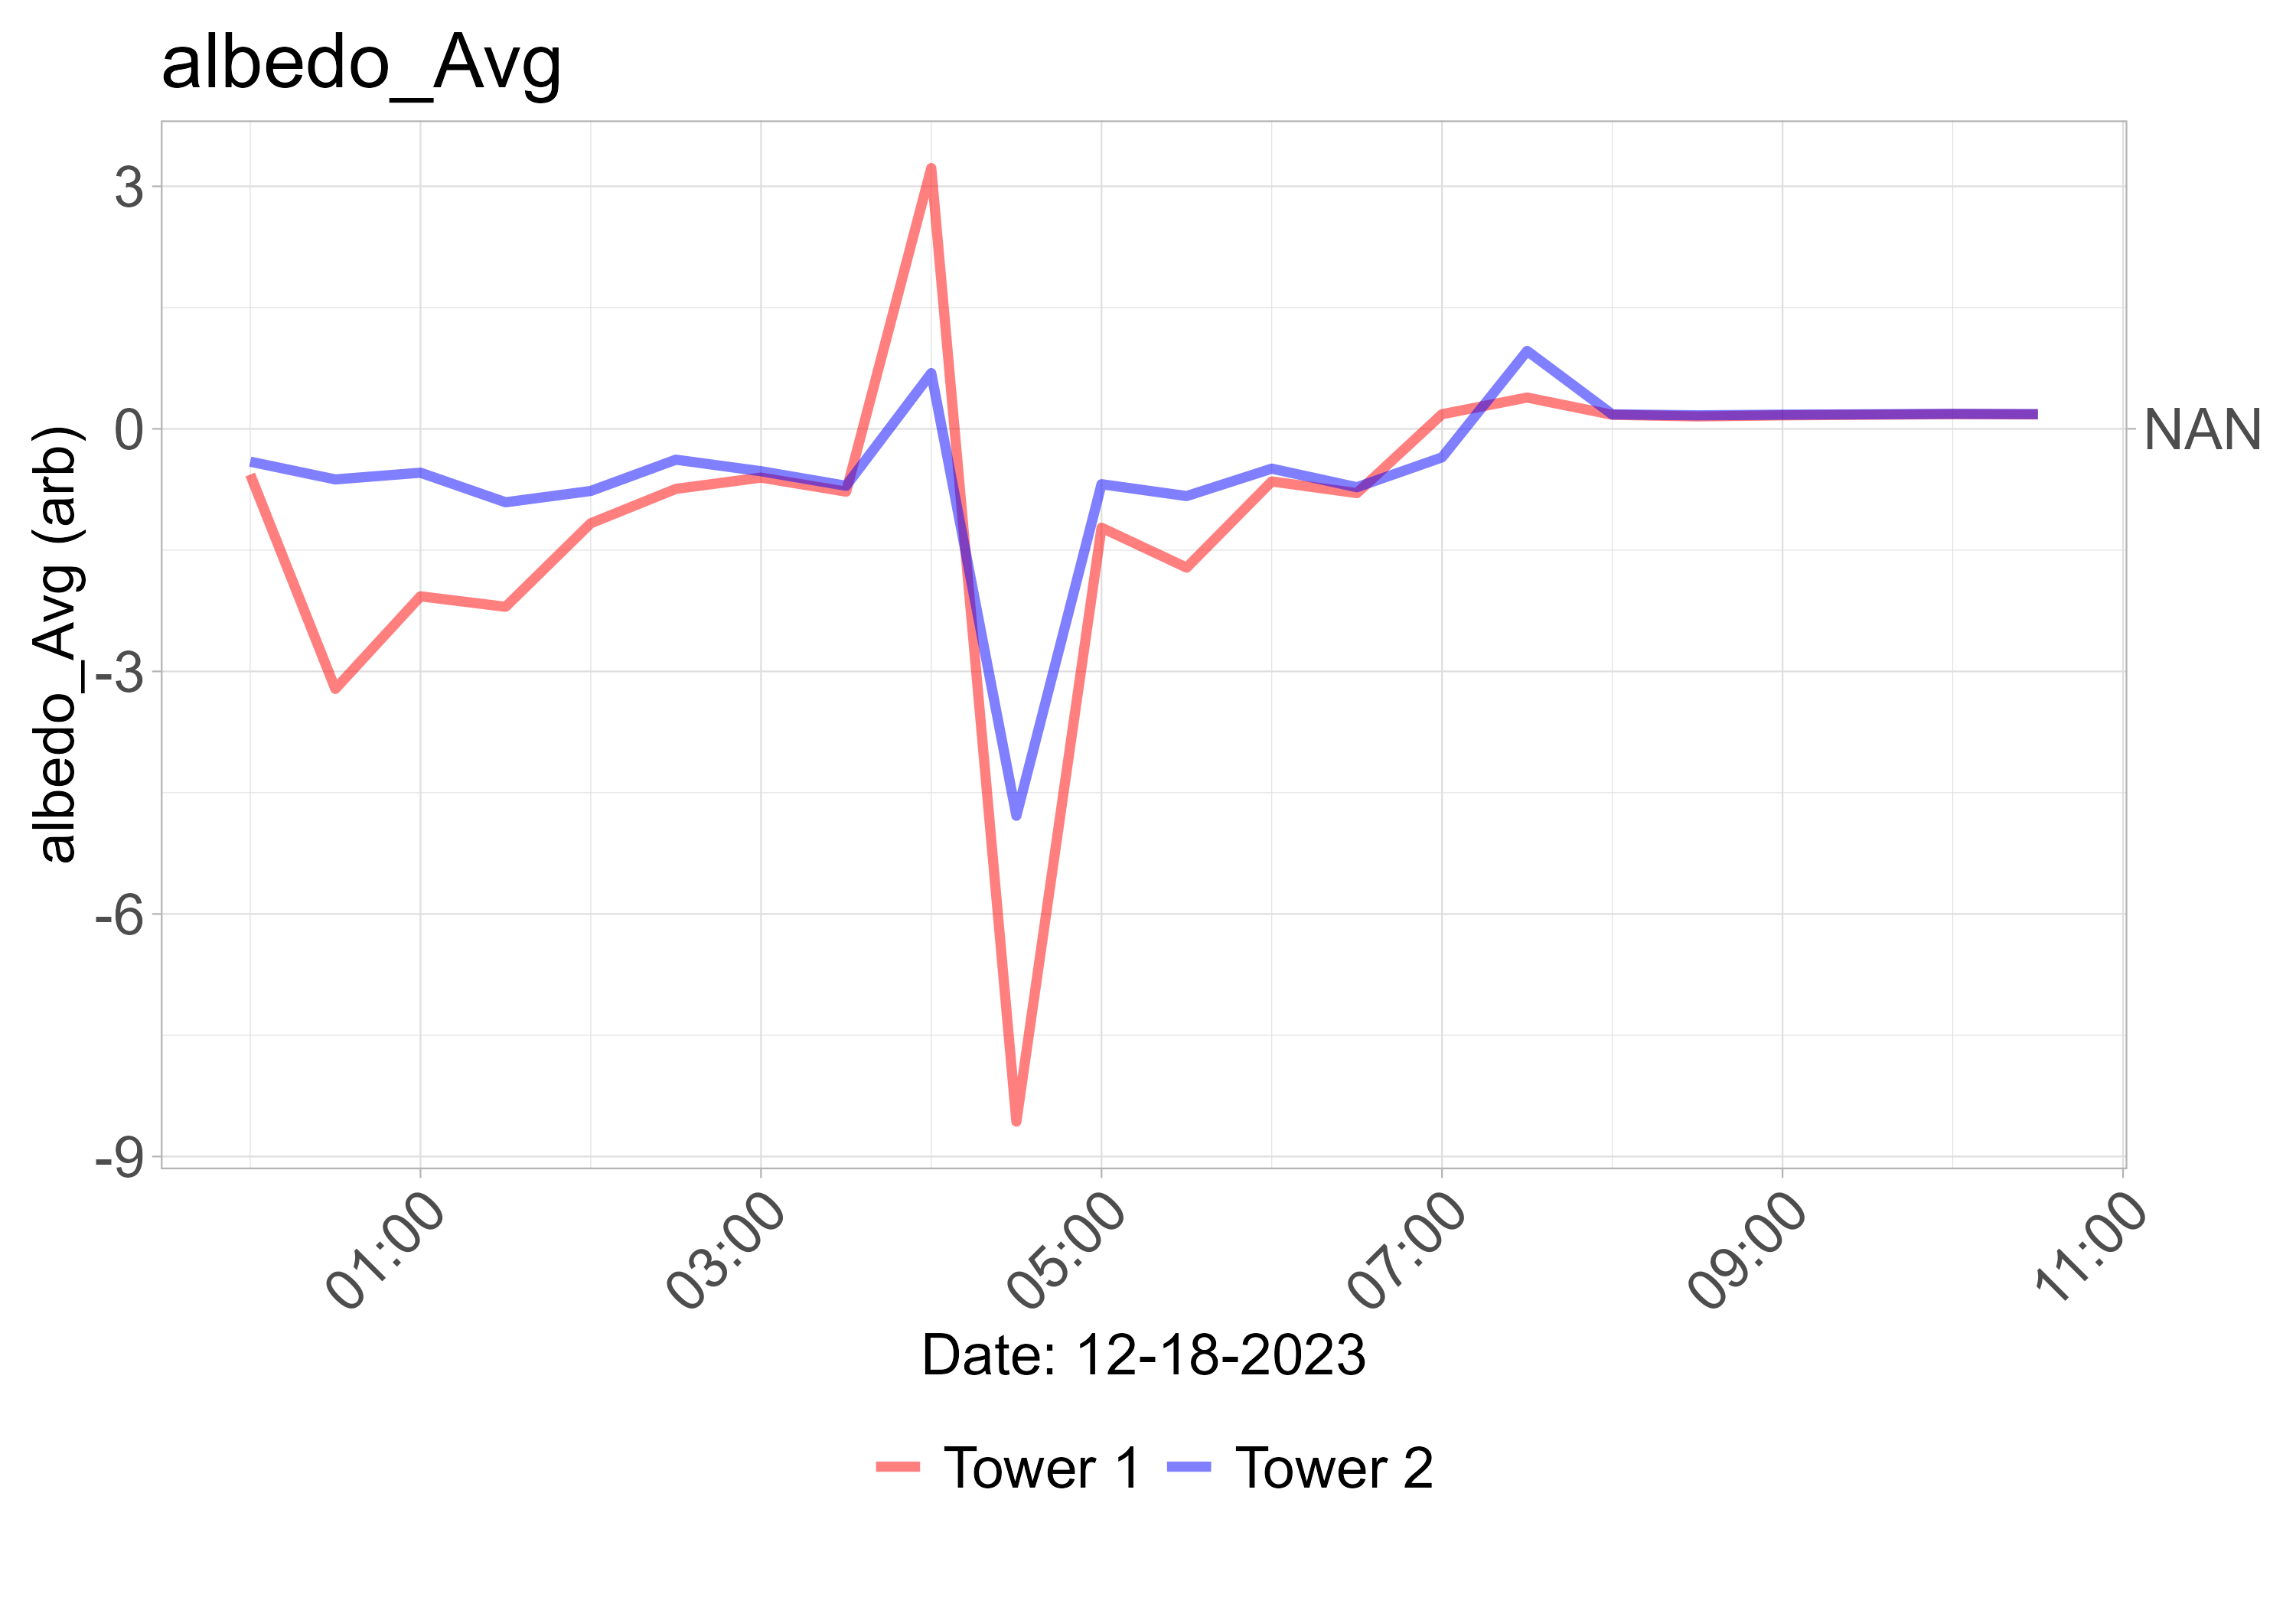 albedo_Avg
albedo_Avg (arb)
3
0
-3
-6
-9
NAN
01:00
03:00
05:00
07:00
09:00
11:00
Date: 12-18-2023
Tower 1
Tower 2